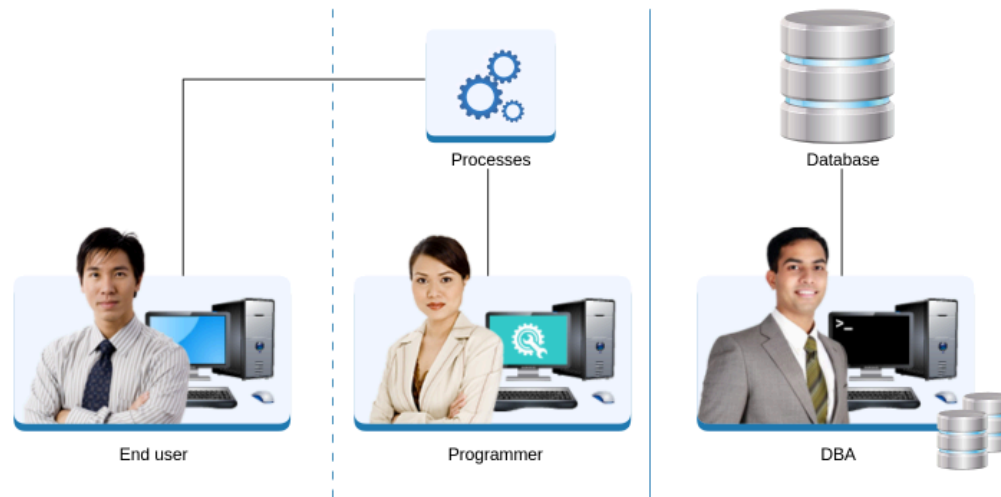 Processes
Database
>_
End user
Programmer
DBA